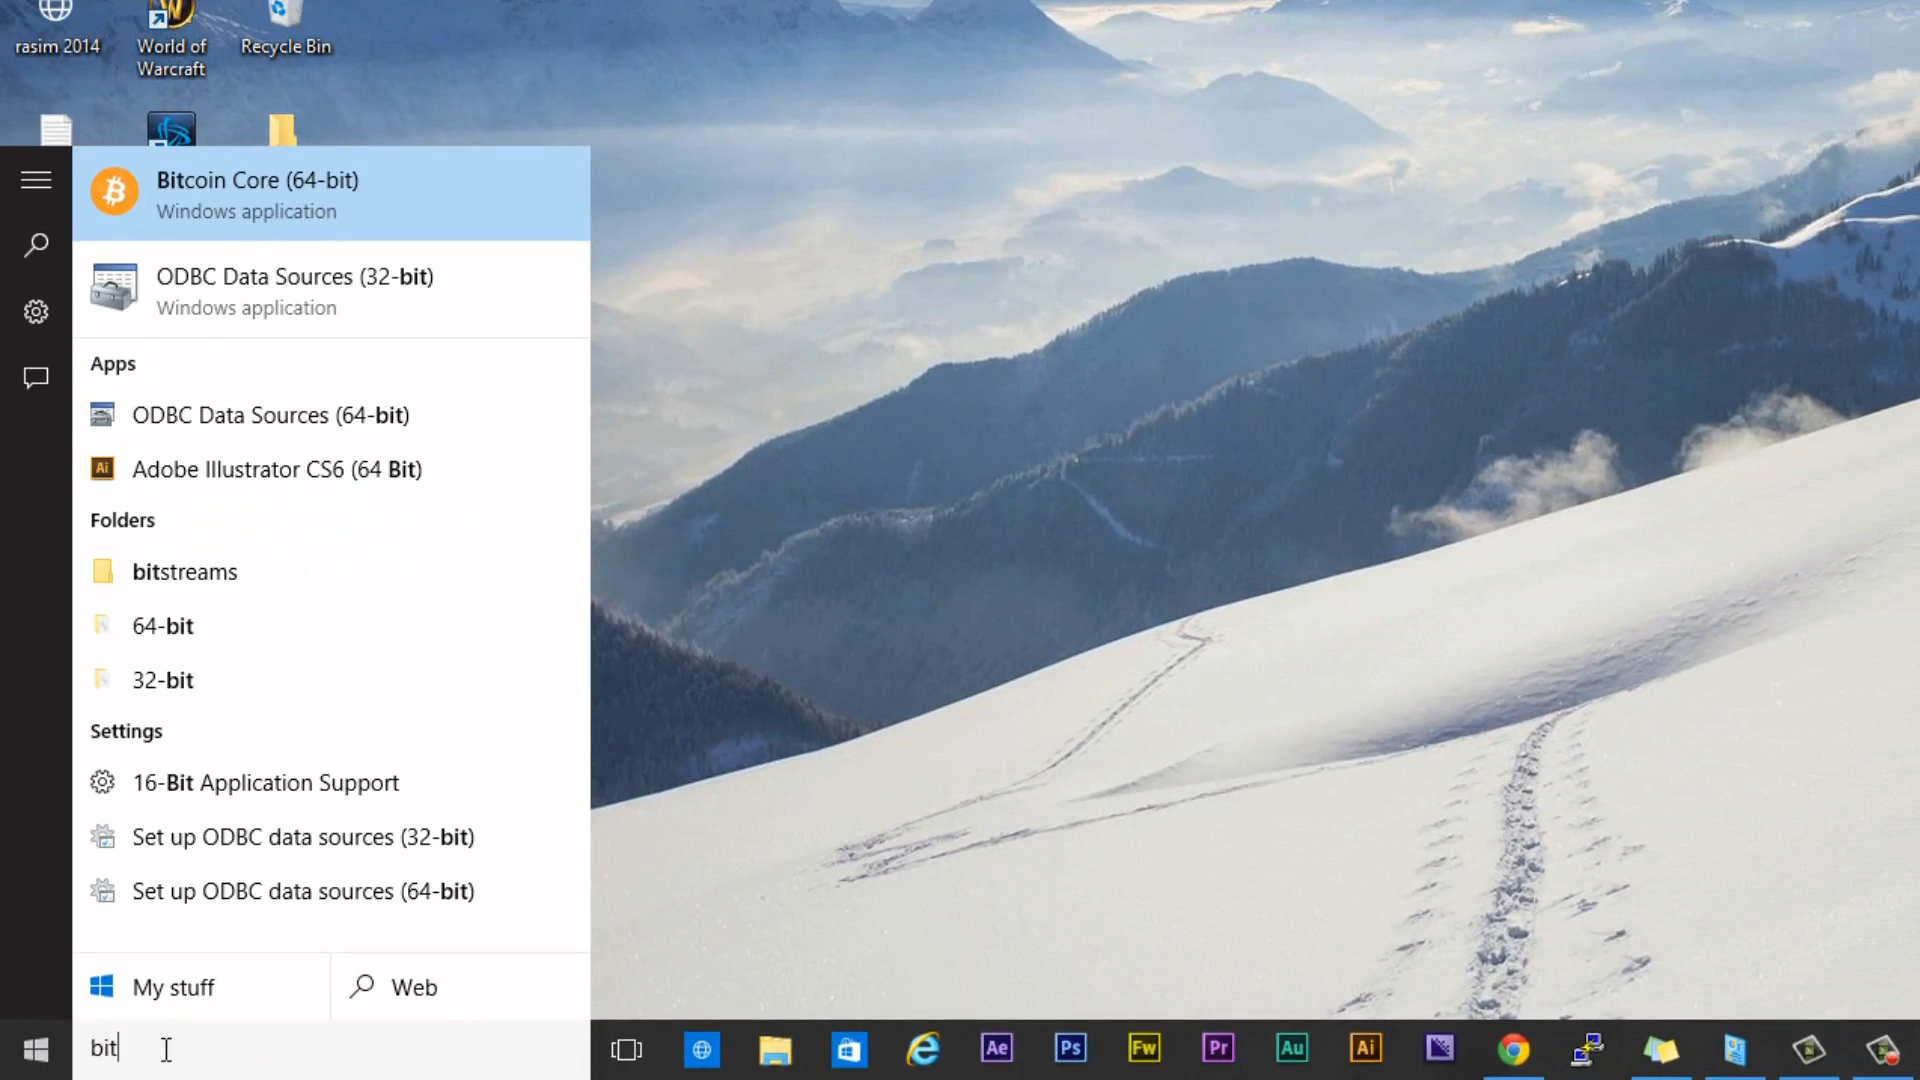 rasim 2014
World of
Warcraft
Recycle Bin
Bitcoin Core (64-bit)
Windows application
ODBC Data Sources (32-bit)
Windows application
Apps
ODBC Data Sources (64-bit)
Ai
Adobe Illustrator CS6 (64 Bit)
Folders
bitstreams
64-bit
32-bit
Settings
16-Bit Application Support
Set up ODBC data sources (32-bit)
Set up ODBC data sources (64-bit)
My stuff
Web
bit
Ae
Ps
Fw
Pr
Au
Ai